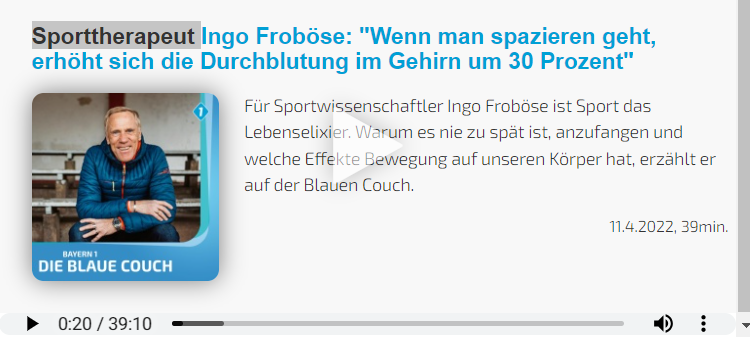 Sporttherapeut Ingo Froböse: "Wenn man spazieren geht,
erhöht sich die Durchblutung im Gehirn um 30 Prozent"
Für Sportwissenschaftler Ingo Froböse ist Sport das
Lebenselixier. Warum es nie zu spät ist, anzufangen und
welche Effekte Bewegung auf unseren Körper hat, erzählt er
auf der Blauen Couch.
1
BAYERN 1
DIE BLAUE COUCH
11.4.2022, 39min.
0:20 / 39:10